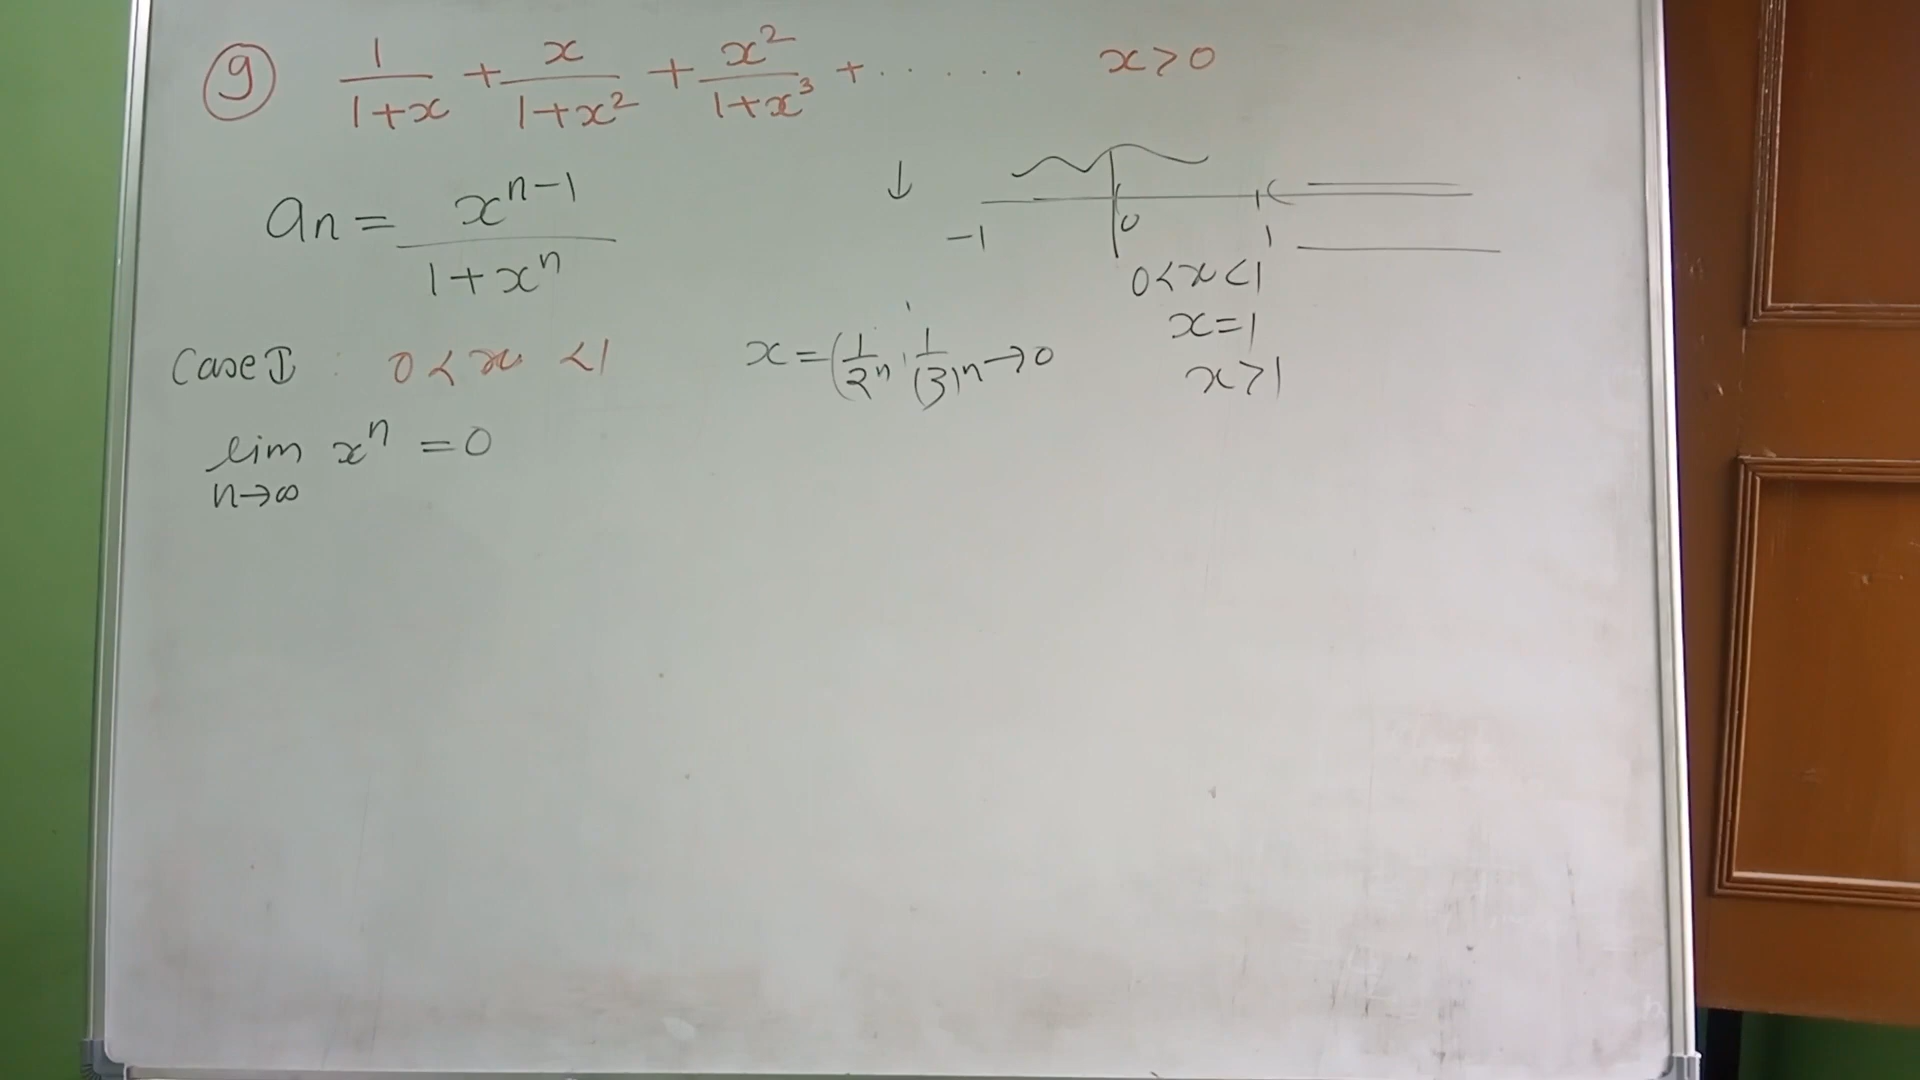 ⑨ 1/(1+x) + x/(1+x²) + x²/(1+x³) + ..... x>0
aₙ = xⁿ⁻¹/(1+xⁿ)
↓ -1 0 1
0<x<1
x=1
x>1
Case I : 0<x<1
x=(1/2ⁿ, 1/(3)ⁿ→0
lim xⁿ = 0
n→∞